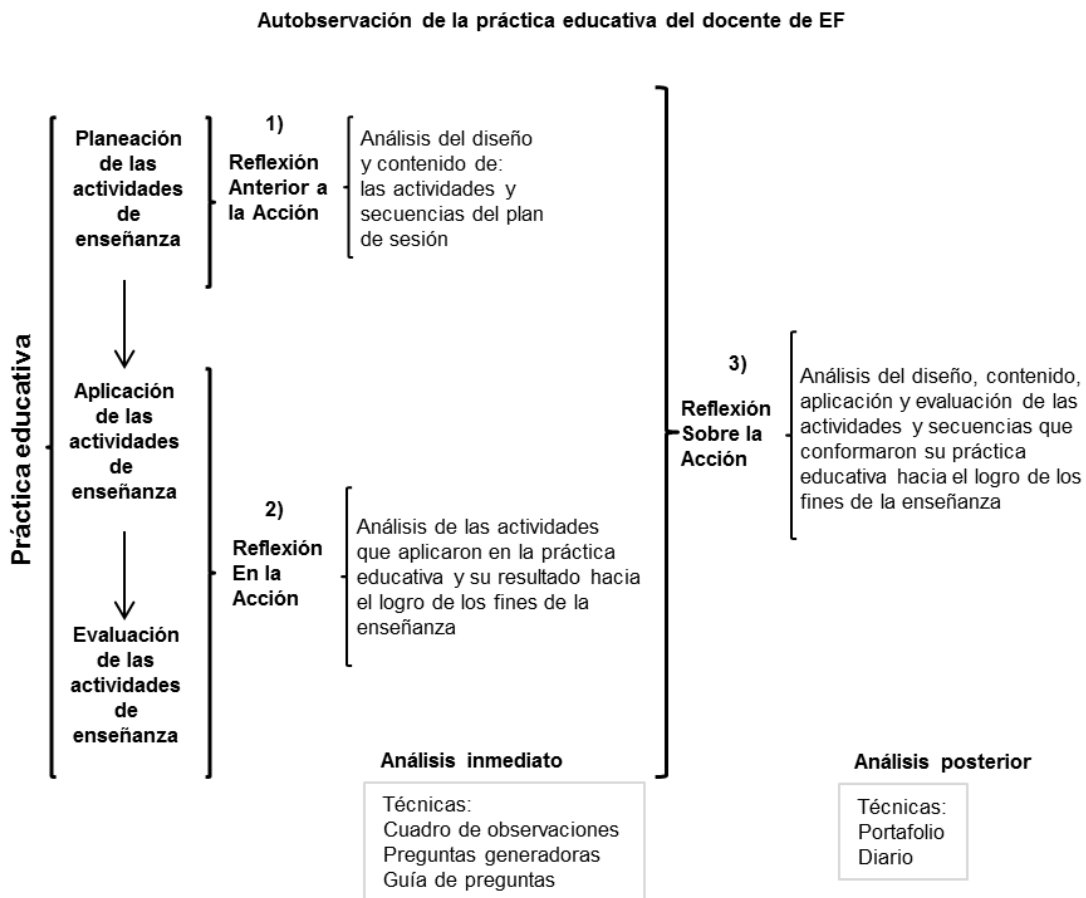 Autobservación de la práctica educativa del docente de EF
Práctica educativa
Planeación
de las
actividades
de
enseñanza
1)
Reflexión
Anterior a
la Acción
Análisis del diseño
y contenido de:
las actividades y
secuencias del plan
de sesión
Aplicación
de las
actividades
de
enseñanza
2)
Reflexión
En la
Acción
Análisis de las actividades
que aplicaron en la práctica
educativa y su resultado hacia
el logro de los fines de la
enseñanza
Evaluación
de las
actividades
de
enseñanza
3)
Reflexión
Sobre la
Acción
Análisis del diseño, contenido,
aplicación y evaluación de las
actividades y secuencias que
conformaron su práctica
educativa hacia el logro de los
fines de la enseñanza
Análisis inmediato
Técnicas:
Cuadro de observaciones
Preguntas generadoras
Guía de preguntas
Análisis posterior
Técnicas:
Portafolio
Diario